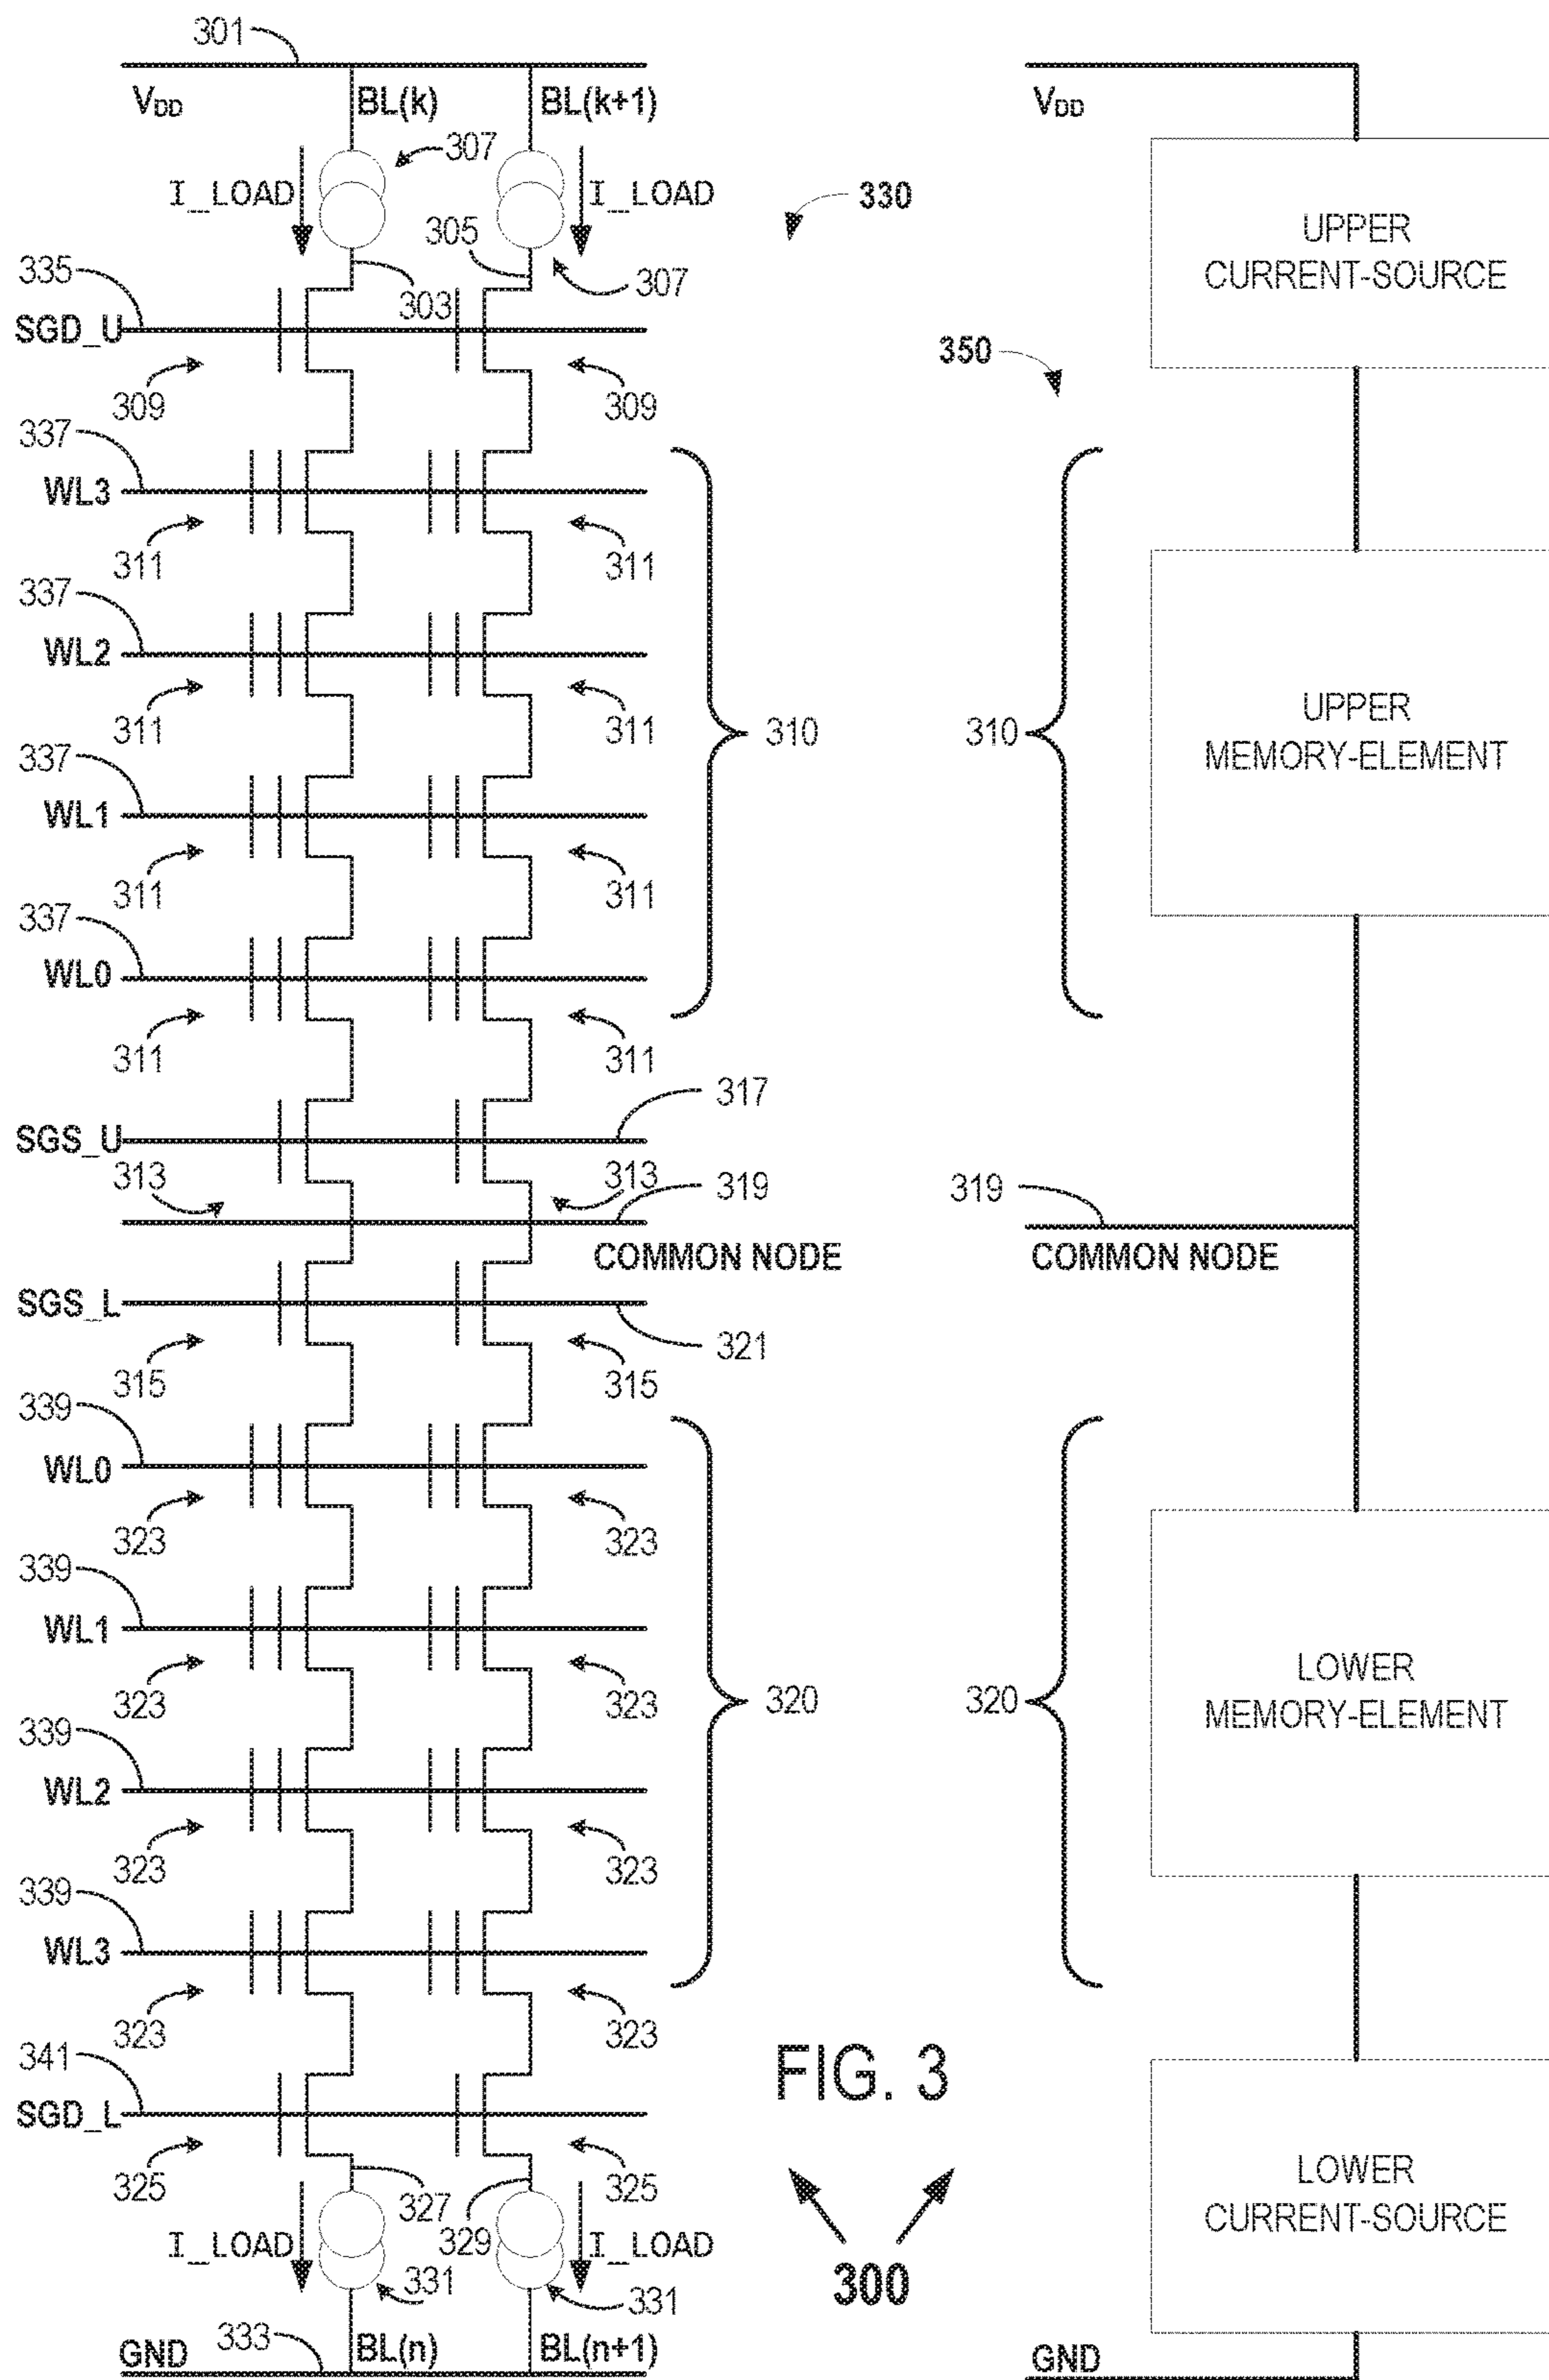 301
V_DD BL(k) BL(k+1) V_DD
307
I_LOAD I_LOAD 330 UPPER
305 CURRENT-SOURCE
335 303 307
SGD_U
350
309 309
337
WL3
311 311
337
WL2 UPPER
311 311 310 310 MEMORY-ELEMENT
337
WL1
311 311
337
WL0
311 311
317
SGS_U
313 313 319 319
COMMON NODE COMMON NODE
SGS_L
321
315 315
339
WL0
323 323
339
WL1 LOWER
323 323 320 320 MEMORY-ELEMENT
339
WL2
323 323
339
WL3
323 323
341 FIG. 3
SGD_L
325 327 325 LOWER
I_LOAD 329 I_LOAD CURRENT-SOURCE
331 331 300
GND 333 BL(n) BL(n+1) GND